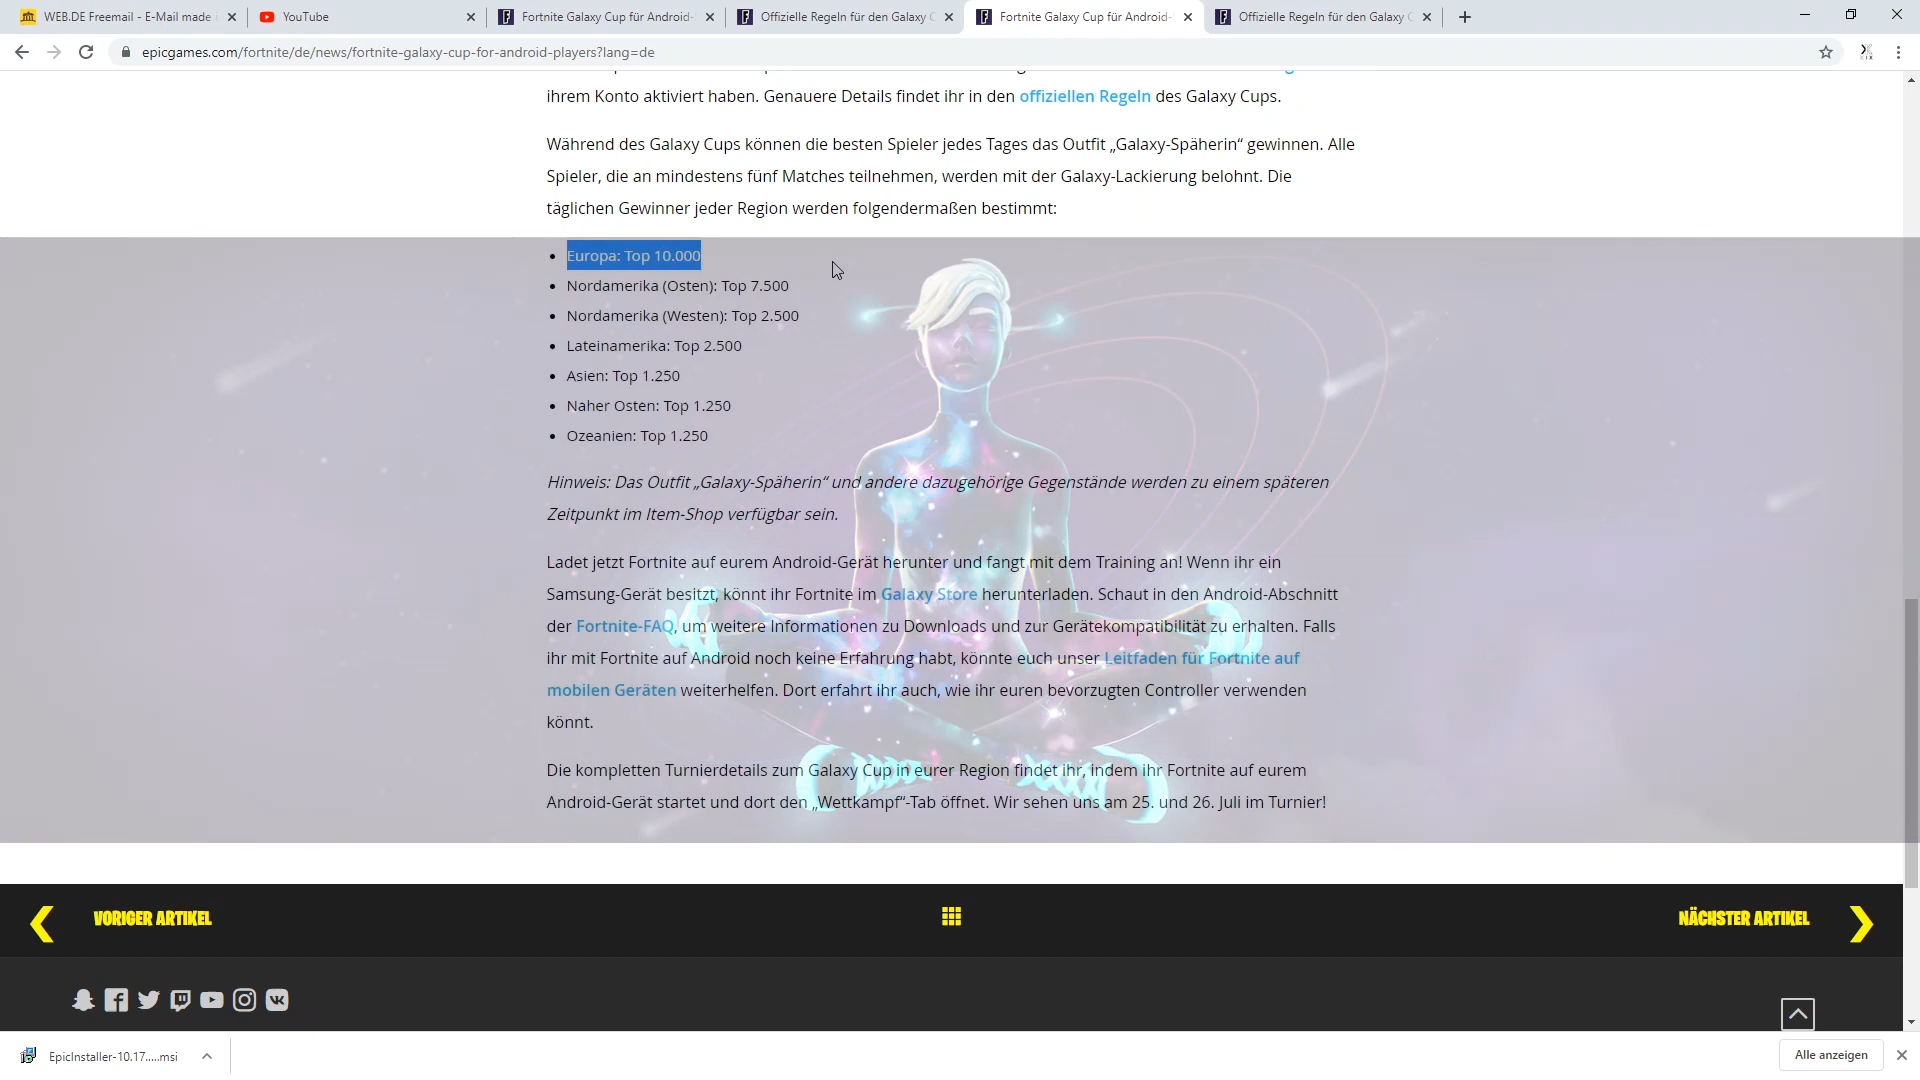 WEB.DE Freemail - E-Mail made
YouTube
Fortnite Galaxy Cup für Android-
Offizielle Regeln für den Galaxy C
Fortnite Galaxy Cup für Android-
Offizielle Regeln für den Galaxy C
epicgames.com/fortnite/de/news/fortnite-galaxy-cup-for-android-players?lang=de
ihrem Konto aktiviert haben. Genauere Details findet ihr in den offiziellen Regeln des Galaxy Cups.
Während des Galaxy Cups können die besten Spieler jedes Tages das Outfit „Galaxy-Späherin“ gewinnen. Alle
Spieler, die an mindestens fünf Matches teilnehmen, werden mit der Galaxy-Lackierung belohnt. Die
täglichen Gewinner jeder Region werden folgendermaßen bestimmt:
• Europa: Top 10.000
• Nordamerika (Osten): Top 7.500
• Nordamerika (Westen): Top 2.500
• Lateinamerika: Top 2.500
• Asien: Top 1.250
• Naher Osten: Top 1.250
• Ozeanien: Top 1.250
Hinweis: Das Outfit „Galaxy-Späherin“ und andere dazugehörige Gegenstände werden zu einem späteren
Zeitpunkt im Item-Shop verfügbar sein.
Ladet jetzt Fortnite auf eurem Android-Gerät herunter und fangt mit dem Training an! Wenn ihr ein
Samsung-Gerät besitzt, könnt ihr Fortnite im Galaxy Store herunterladen. Schaut in den Android-Abschnitt
der Fortnite-FAQ, um weitere Informationen zu Downloads und zur Gerätekompatibilität zu erhalten. Falls
ihr mit Fortnite auf Android noch keine Erfahrung habt, könnte euch unser Leitfaden für Fortnite auf
mobilen Geräten weiterhelfen. Dort erfahrt ihr auch, wie ihr euren bevorzugten Controller verwenden
könnt.
Die kompletten Turnierdetails zum Galaxy Cup in eurer Region findet ihr, indem ihr Fortnite auf eurem
Android-Gerät startet und dort den „Wettkampf“-Tab öffnet. Wir sehen uns am 25. und 26. Juli im Turnier!
VORIGER ARTIKEL
NÄCHSTER ARTIKEL
EpicInstaller-10.17.....msi
Alle anzeigen